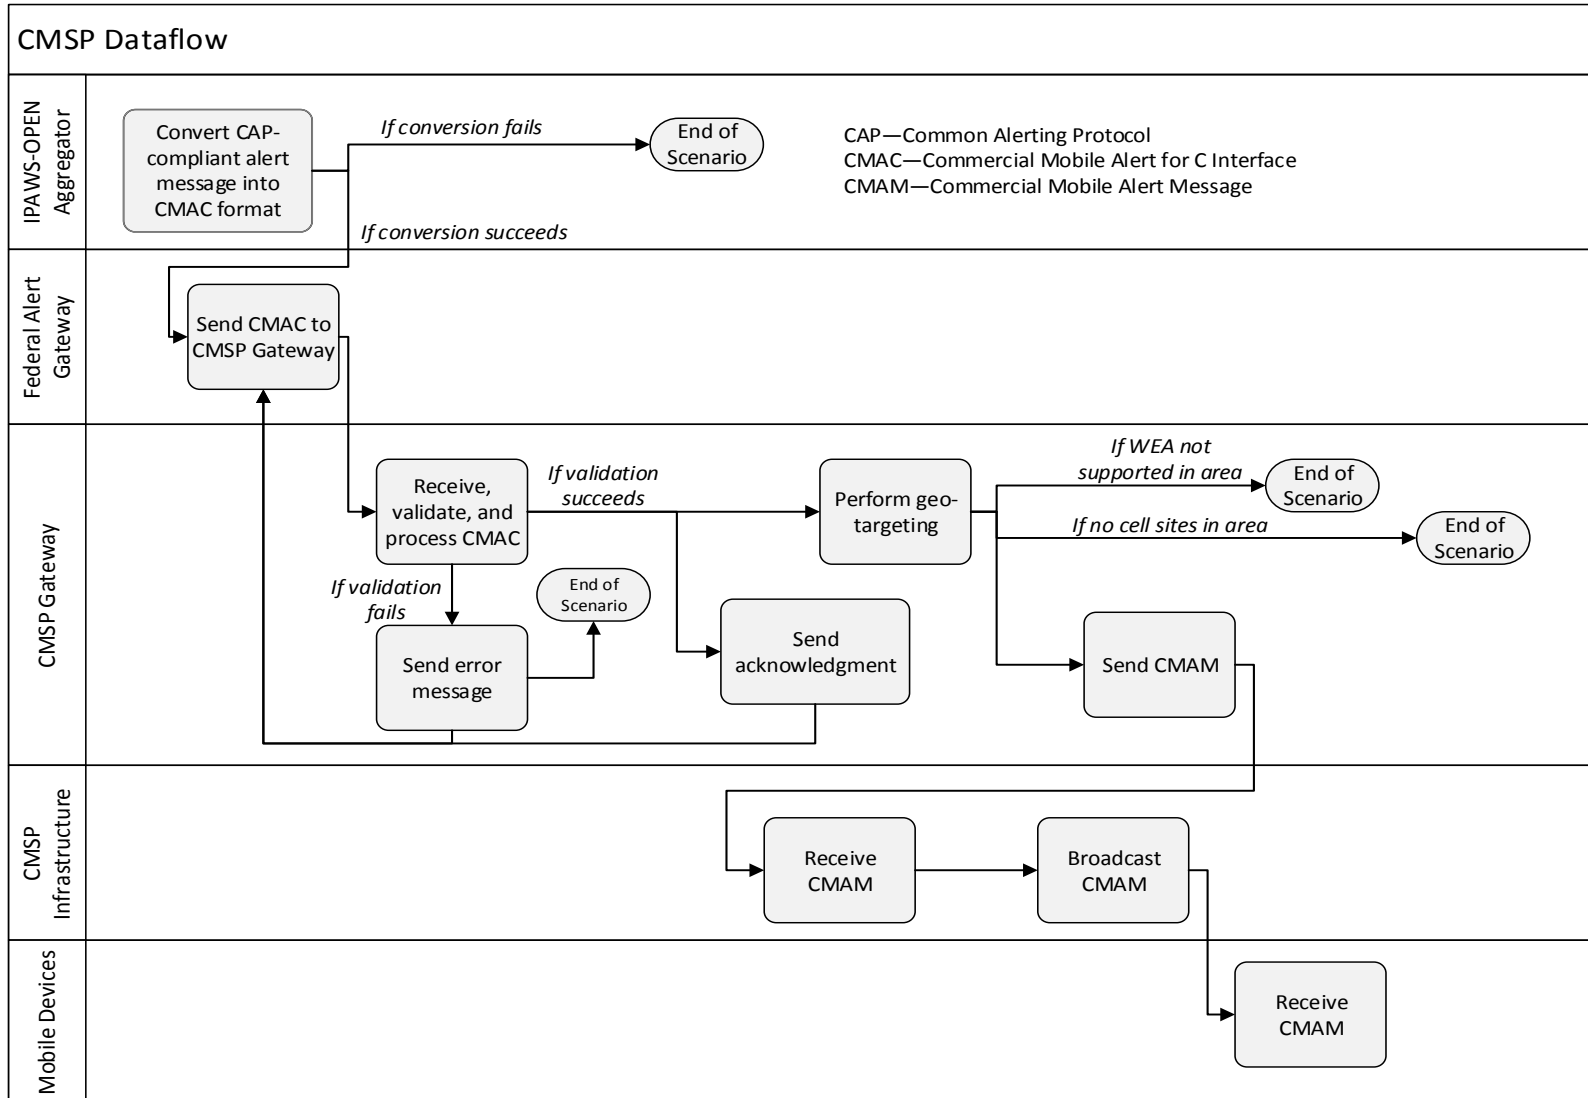 CMSP Dataflow
IPAWS-OPEN
Aggregator
Convert CAP-
compliant alert
message into
CMAC format
If conversion fails
End of
Scenario
CAP—Common Alerting Protocol
CMAC—Commercial Mobile Alert for C Interface
CMAM—Commercial Mobile Alert Message
If conversion succeeds
Federal Alert
Gateway
Send CMAC to
CMSP Gateway
CMSP Gateway
Receive,
validate, and
process CMAC
If validation
succeeds
Perform geo-
targeting
If WEA not
supported in area
End of
Scenario
If no cell sites in area
End of
Scenario
If validation
fails
End of
Scenario
Send error
message
Send
acknowledgment
Send CMAM
CMSP
Infrastructure
Receive
CMAM
Broadcast
CMAM
Mobile Devices
Receive
CMAM